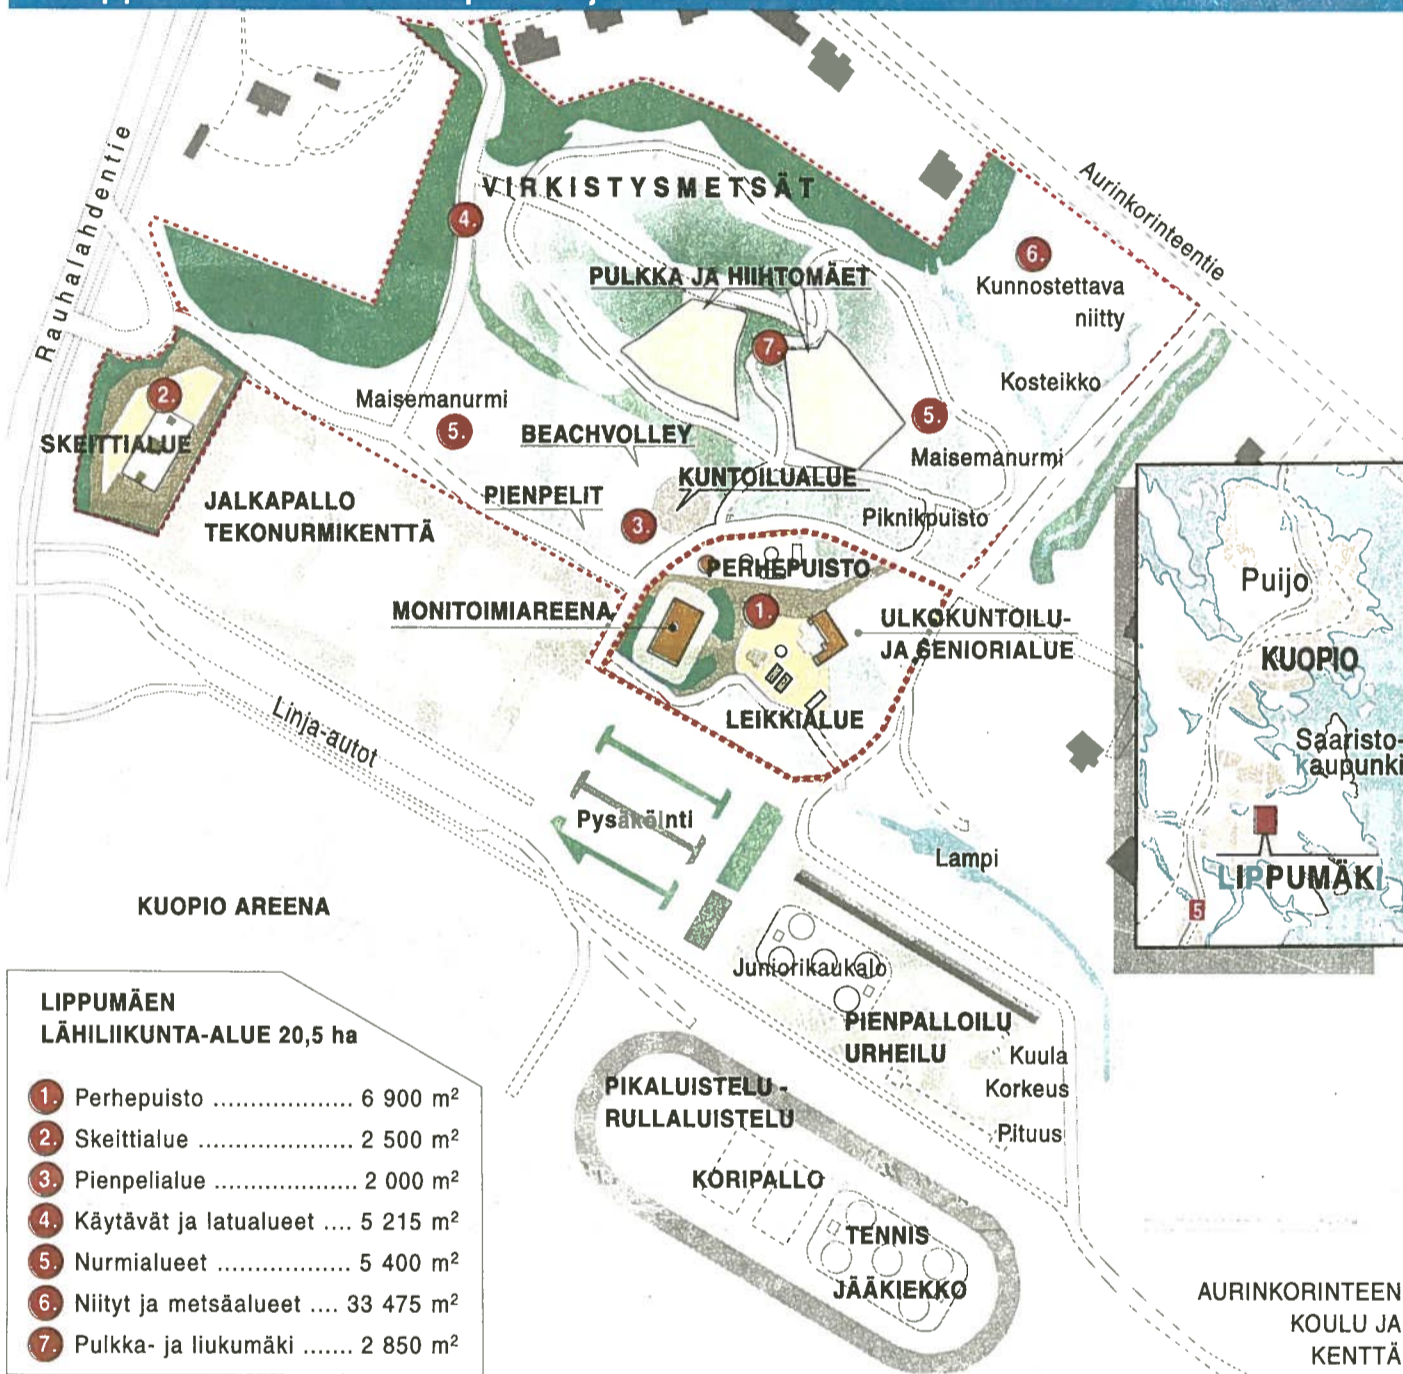 Rauhalahdentie
Aurinkorinteentie
VIRKISTYSMETSÄT
4.
6.
Kunnostettava
niitty
PULKKA JA HIIHTOMÄET
7.
Kosteikko
2.
SKEITTIALUE
Maisemanurmi
5.
5.
Maisemanurmi
BEACHVOLLEY
KUNTOILUALUE
PIENPELIT
3.
Piknikpuisto
JALKAPALLO
TEKONURMIKENTTÄ
PERHEPUISTO
1.
MONITOIMIAREENA
ULKOKUNTOILU-
JA SENIORIALUE
LEIKKIALUE
Linja-autot
Pysäköinti
Lampi
KUOPIO AREENA
Juniorikaukalo
PIENPALLOILU
URHEILU
Kuula
Korkeus
Pituus
PIKALUISTELU -
RULLALUISTELU
KORIPALLO
TENNIS
JÄÄKIEKKO
AURINKORINTEEN
KOULU JA
KENTTÄ
Puijo
KUOPIO
Saaristo-
kaupunki
LIPPUMÄKI
5
LIPPUMÄEN
LÄHILIIKUNTA-ALUE 20,5 ha
1. Perhepuisto ................... 6 900 m²
2. Skeittialue ..................... 2 500 m²
3. Pienpelialue ................... 2 000 m²
4. Käytävät ja latualueet .... 5 215 m²
5. Nurmialueet .................. 5 400 m²
6. Niityt ja metsäalueet .... 33 475 m²
7. Pulkka- ja liukumäki ....... 2 850 m²